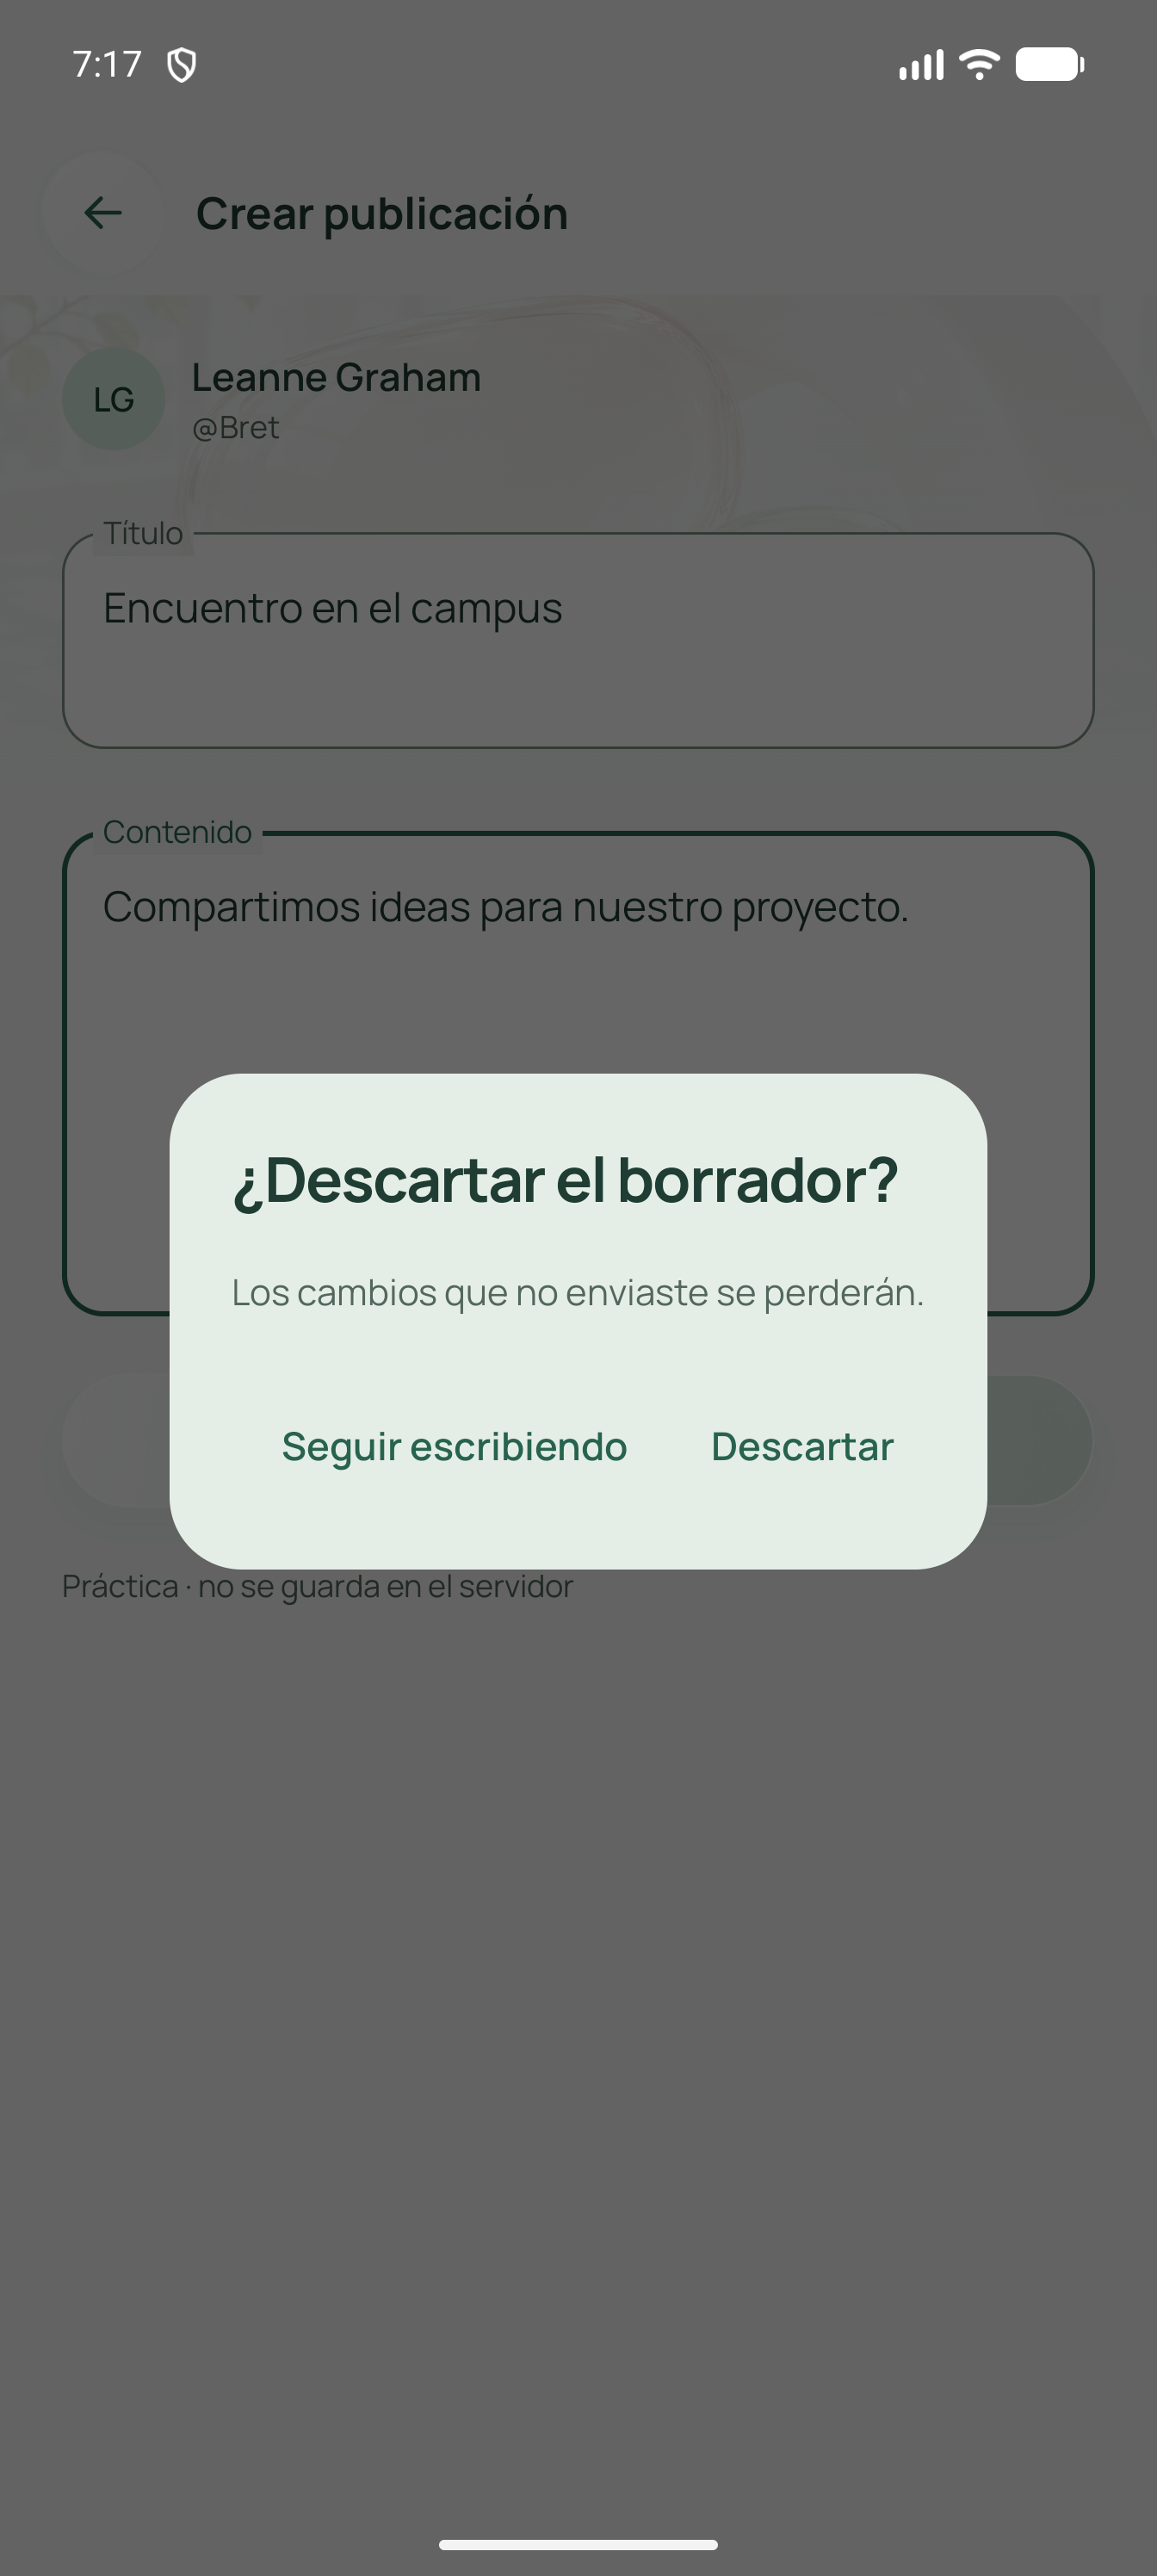 7:17
Crear publicación
LG
Leanne Graham
@Bret
Título
Encuentro en el campus
Contenido
Compartimos ideas para nuestro proyecto.
¿Descartar el borrador?
Los cambios que no enviaste se perderán.
Seguir escribiendo Descartar
Práctica · no se guarda en el servidor